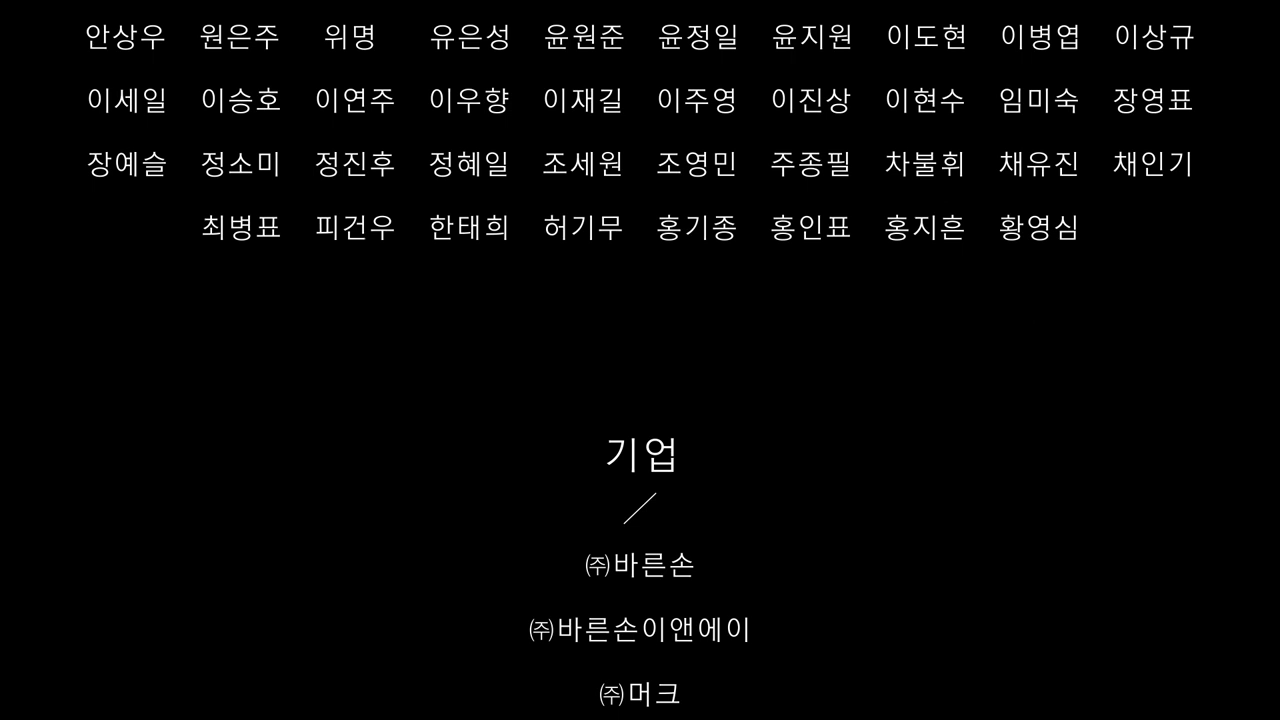 안상우 원은주 위명 유은성 윤원준 윤정일 윤지원 이도현 이병엽 이상규
이세일 이승호 이연주 이우향 이재길 이주영 이진상 이현수 임미숙 장영표
장예슬 정소미 정진후 정혜일 조세원 조영민 주종필 차불휘 채유진 채인기
최병표 피건우 한태희 허기무 홍기종 홍인표 홍지흔 황영심
기업
／
㈜바른손
㈜바른손이앤에이
㈜머크